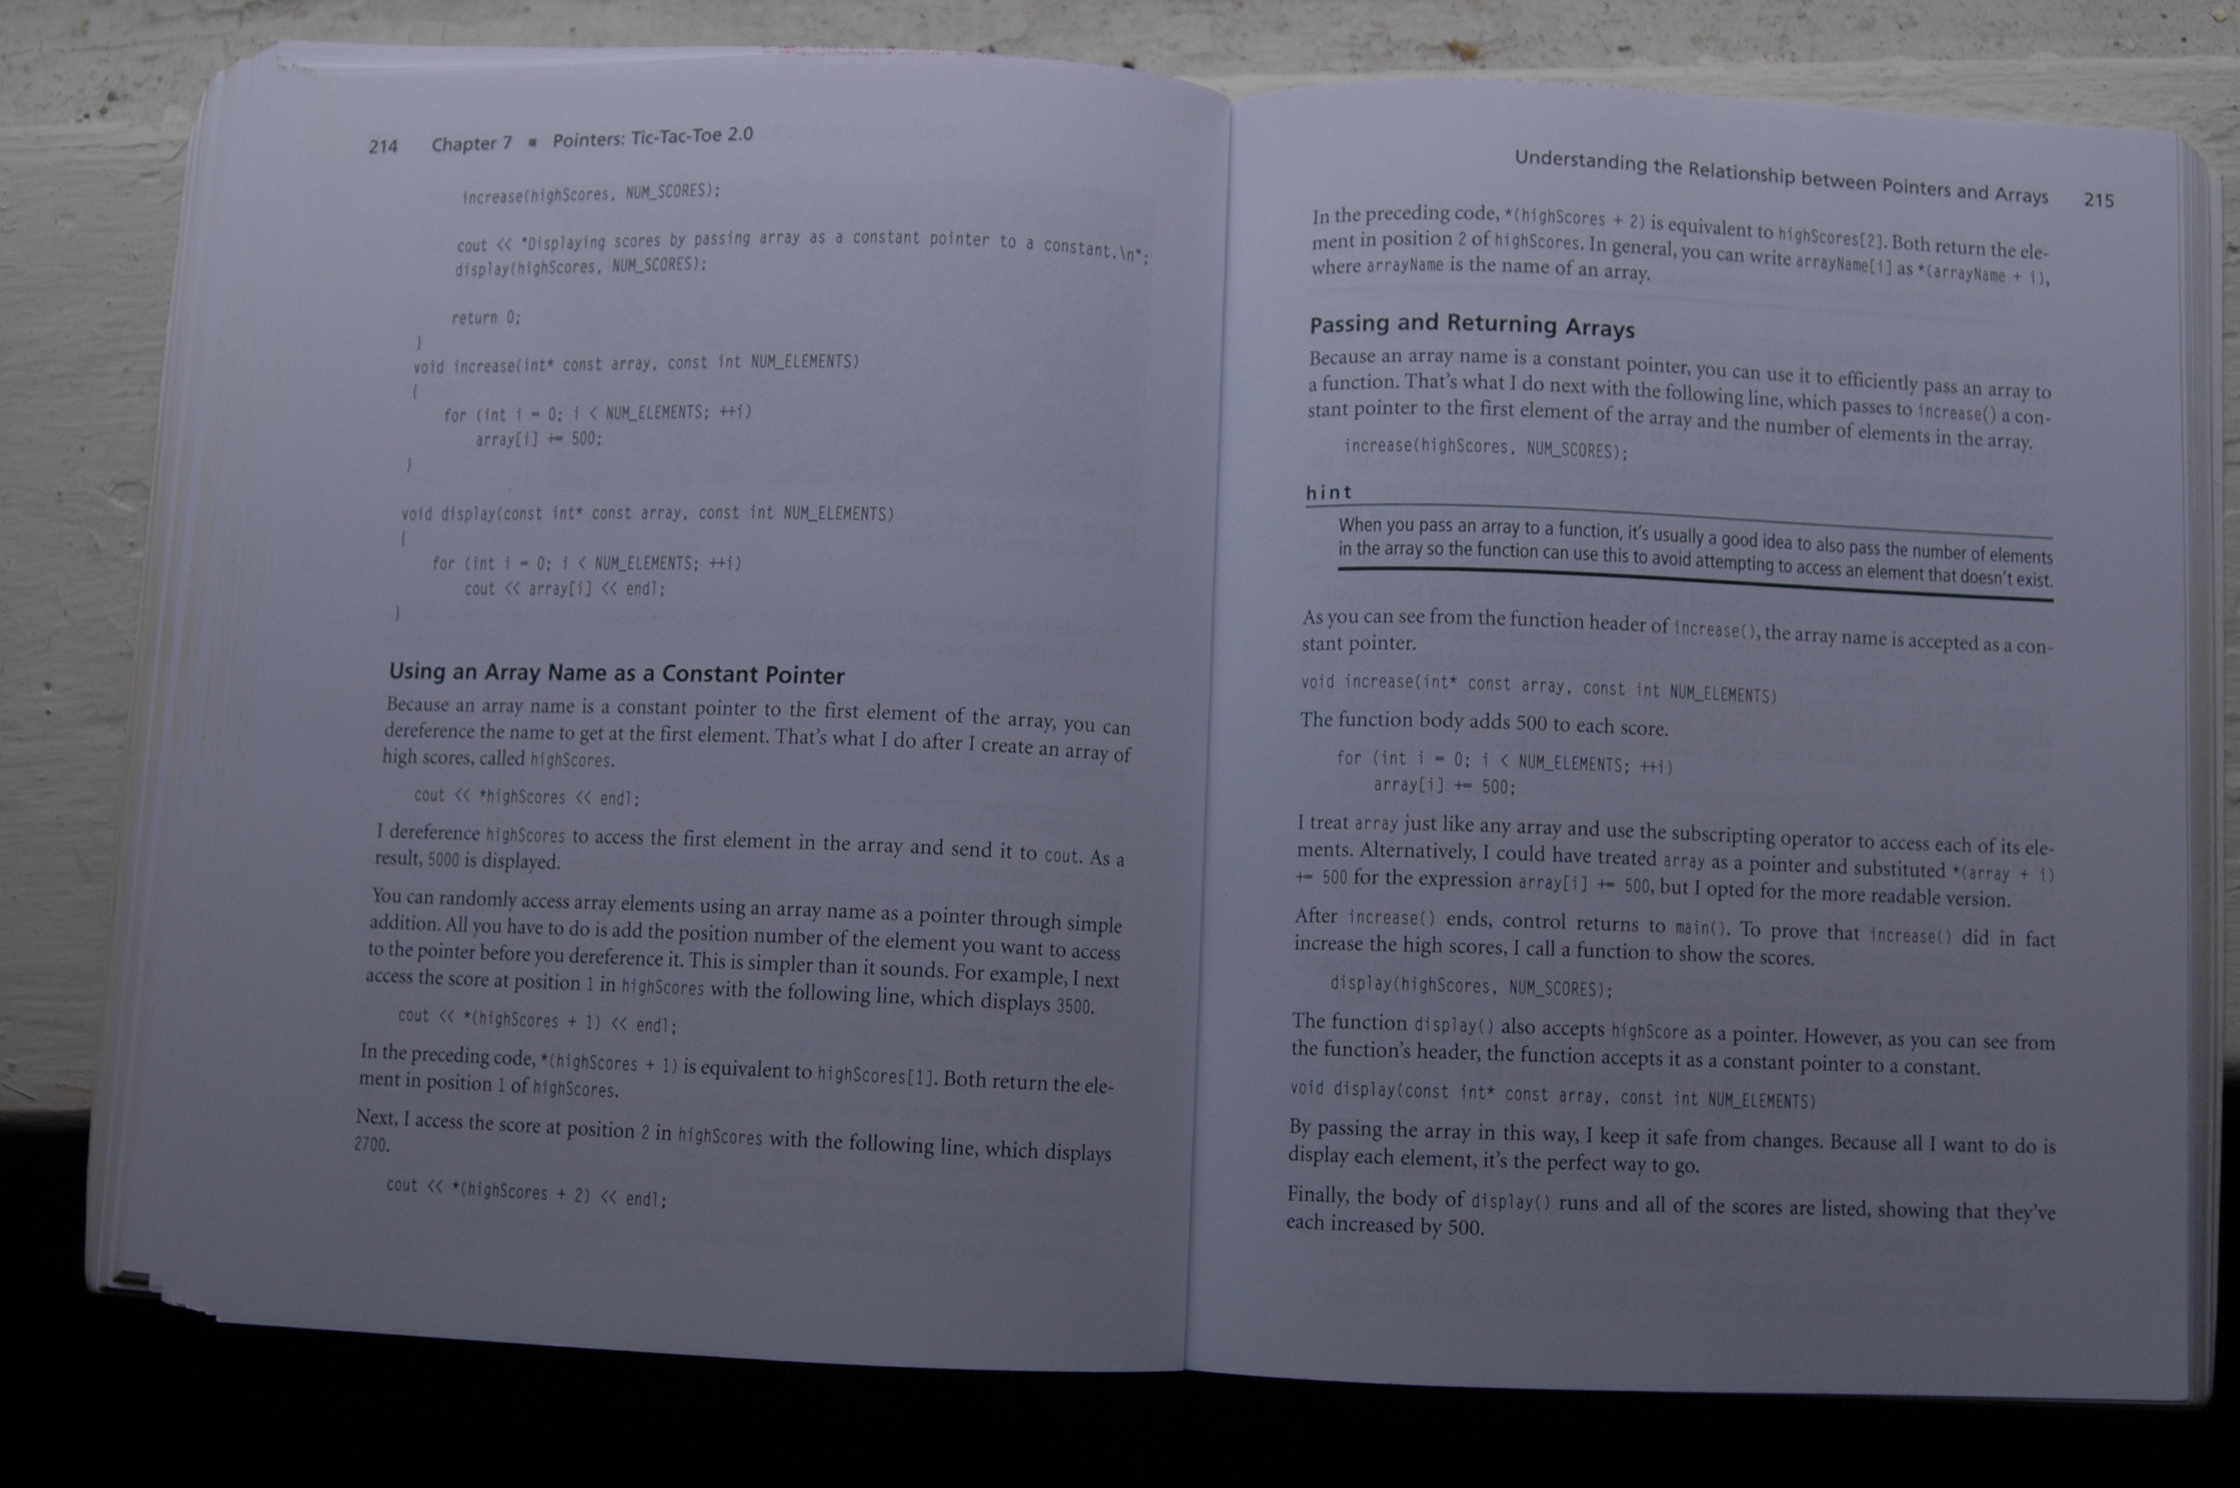 214 Chapter 7 ■ Pointers: Tic-Tac-Toe 2.0
increase(highScores, NUM_SCORES);
cout << "Displaying scores by passing array as a constant pointer to a constant.\n";
display(highScores, NUM_SCORES);
return 0;
}
void increase(int* const array, const int NUM_ELEMENTS)
{
for (int i = 0; i < NUM_ELEMENTS; ++i)
array[i] += 500;
}
void display(const int* const array, const int NUM_ELEMENTS)
{
for (int i = 0; i < NUM_ELEMENTS; ++i)
cout << array[i] << endl;
}
Using an Array Name as a Constant Pointer
Because an array name is a constant pointer to the first element of the array, you can
dereference the name to get at the first element. That's what I do after I create an array of
high scores, called highScores.
cout << *highScores << endl;
I dereference highScores to access the first element in the array and send it to cout. As a
result, 5000 is displayed.
You can randomly access array elements using an array name as a pointer through simple
addition. All you have to do is add the position number of the element you want to access
to the pointer before you dereference it. This is simpler than it sounds. For example, I next
access the score at position 1 in highScores with the following line, which displays 3500.
cout << *(highScores + 1) << endl;
In the preceding code, *(highScores + 1) is equivalent to highScores[1]. Both return the ele-
ment in position 1 of highScores.
Next, I access the score at position 2 in highScores with the following line, which displays
2700.
cout << *(highScores + 2) << endl;
Understanding the Relationship between Pointers and Arrays 215
In the preceding code, *(highScores + 2) is equivalent to highScores[2]. Both return the ele-
ment in position 2 of highScores. In general, you can write arrayName[i] as *(arrayName + i),
where arrayName is the name of an array.
Passing and Returning Arrays
Because an array name is a constant pointer, you can use it to efficiently pass an array to
a function. That's what I do next with the following line, which passes to increase() a con-
stant pointer to the first element of the array and the number of elements in the array.
increase(highScores, NUM_SCORES);
hint
When you pass an array to a function, it's usually a good idea to also pass the number of elements
in the array so the function can use this to avoid attempting to access an element that doesn't exist.
As you can see from the function header of increase(), the array name is accepted as a con-
stant pointer.
void increase(int* const array, const int NUM_ELEMENTS)
The function body adds 500 to each score.
for (int i = 0; i < NUM_ELEMENTS; ++i)
array[i] += 500;
I treat array just like any array and use the subscripting operator to access each of its ele-
ments. Alternatively, I could have treated array as a pointer and substituted *(array + i)
+= 500 for the expression array[i] += 500, but I opted for the more readable version.
After increase() ends, control returns to main(). To prove that increase() did in fact
increase the high scores, I call a function to show the scores.
display(highScores, NUM_SCORES);
The function display() also accepts highScore as a pointer. However, as you can see from
the function's header, the function accepts it as a constant pointer to a constant.
void display(const int* const array, const int NUM_ELEMENTS)
By passing the array in this way, I keep it safe from changes. Because all I want to do is
display each element, it's the perfect way to go.
Finally, the body of display() runs and all of the scores are listed, showing that they've
each increased by 500.